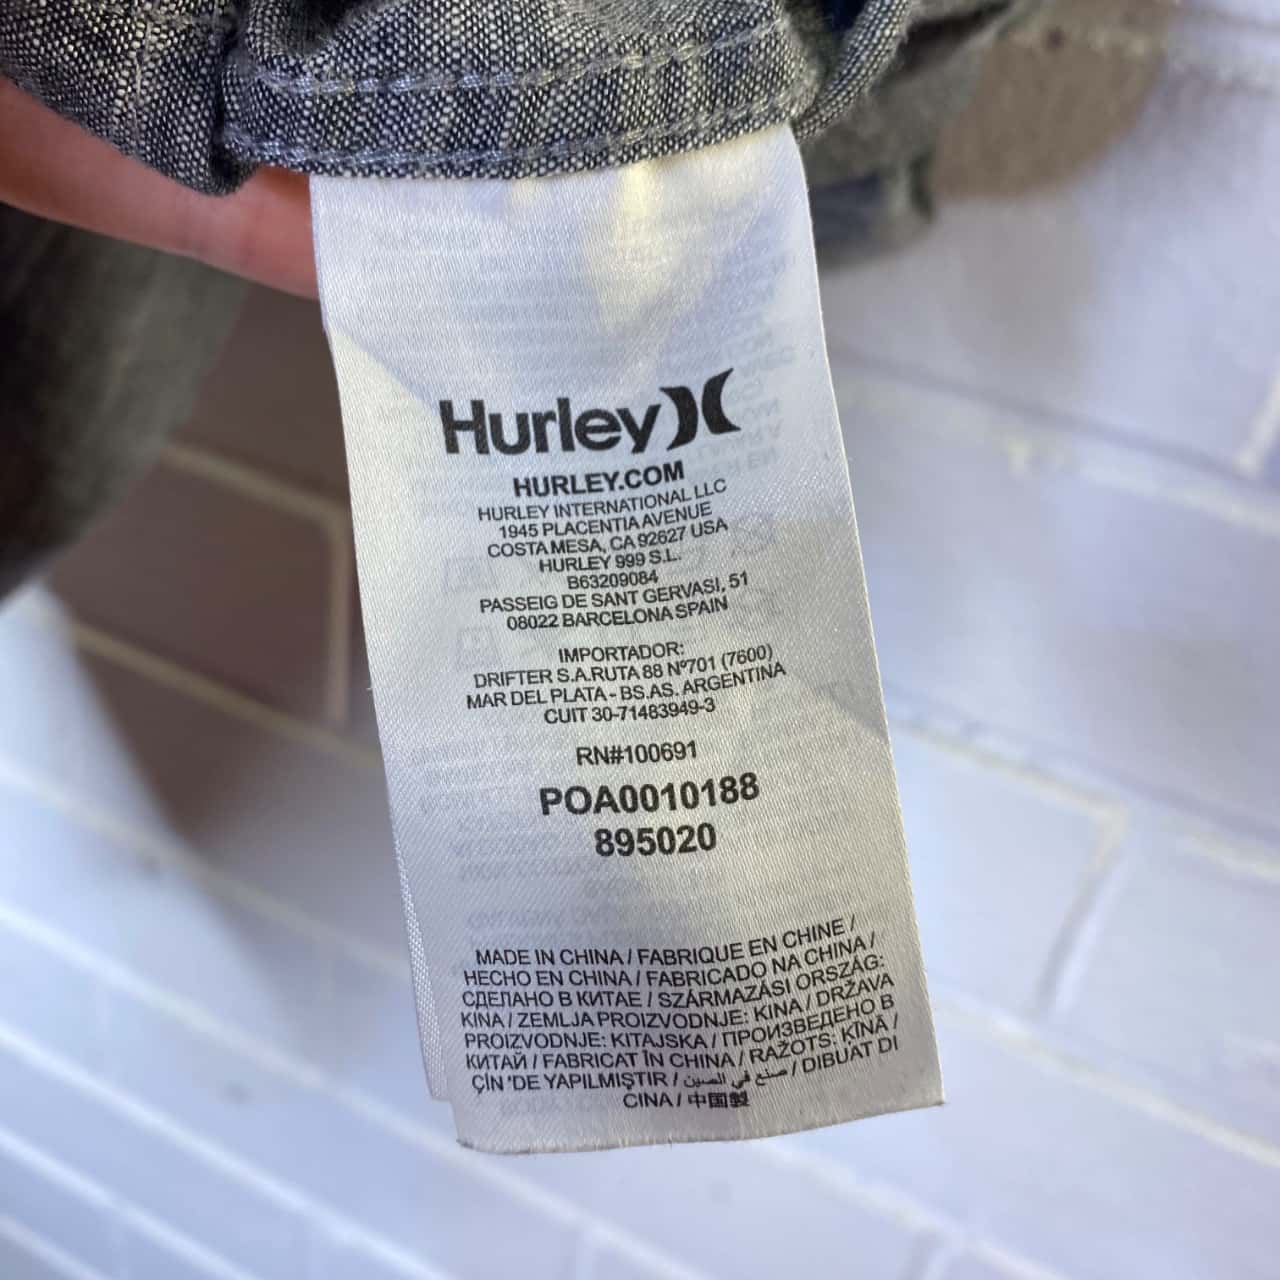 Hurley
HURLEY.COM
HURLEY INTERNATIONAL LLC
1945 PLACENTIA AVENUE
COSTA MESA, CA 92627 USA
HURLEY 999 S.L.
B63209084
PASSEIG DE SANT GERVASI, 51
08022 BARCELONA SPAIN
IMPORTADOR:
DRIFTER S.A.RUTA 88 Nº701 (7600)
MAR DEL PLATA - BS.AS. ARGENTINA
CUIT 30-71483949-3
RN#100691
POA0010188
895020
MADE IN CHINA / FABRIQUE EN CHINE /
HECHO EN CHINA / FABRICADO NA CHINA /
СДЕЛАНО В КИТАЕ / SZÁRMAZÁSI ORSZÁG:
KINA / ZEMLJA PROIZVODNJE: KINA / DRŽAVA
PROIZVODNJE: KITAJSKA / ПРОИЗВЕДЕНО В
КИТАЙ / FABRICAT ÎN CHINA / RAŽOTS: ĶĪNĀ /
ÇİN 'DE YAPILMIŞTIR / صنع في الصين / DIBUAT DI
CINA / 中国製